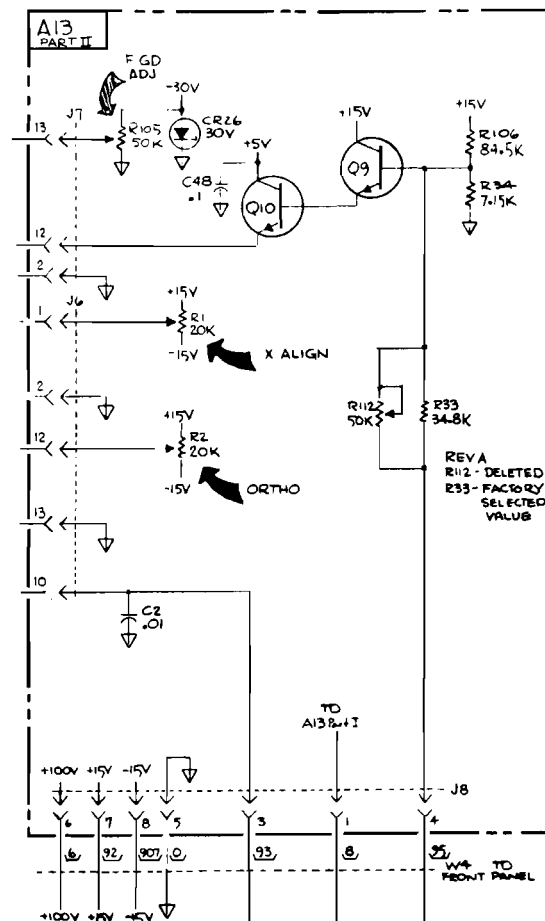 A13
PART II
F GD
ADJ
J7
13
R105
50K
-30V
CR26
30V
+5V
C48
.1
Q10
+15V
Q9
+15V
R106
84.5K
R34
7.15K
12
2
1
J6
+15V
R1
20K
-15V
X ALIGN
2
12
+15V
R2
20K
-15V
ORTHO
13
R112
50K
R33
34.8K
REV A
R112 - DELETED
R33 - FACTORY
SELECTED
VALUE
10
C2
.01
TO
A13 Part I
+100V
+15V
-15V
J8
6
7
8
5
3
1
4
6
92
907
0
93
8
95
W4 TO
FRONT PANEL
+100V
+15V
-15V